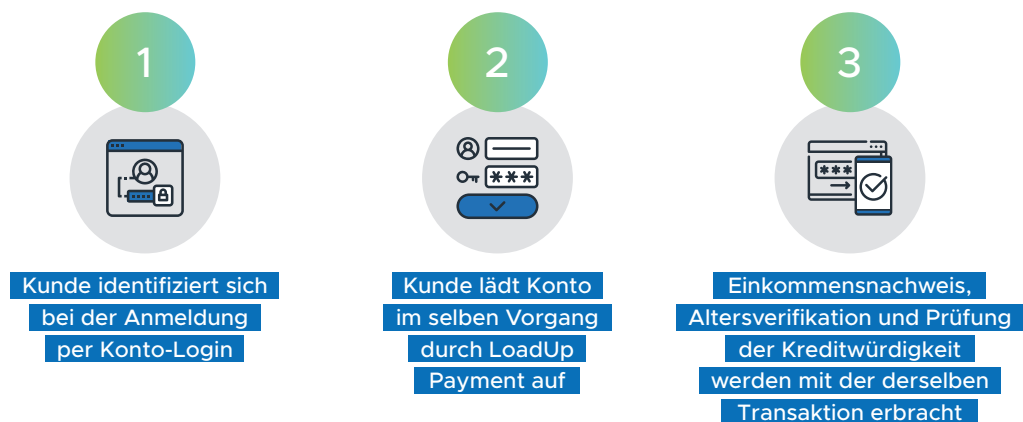 1
Kunde identifiziert sich
bei der Anmeldung
per Konto-Login
2
***
Kunde lädt Konto
im selben Vorgang
durch LoadUp
Payment auf
3
***
Einkommensnachweis,
Altersverifikation und Prüfung
der Kreditwürdigkeit
werden mit der derselben
Transaktion erbracht